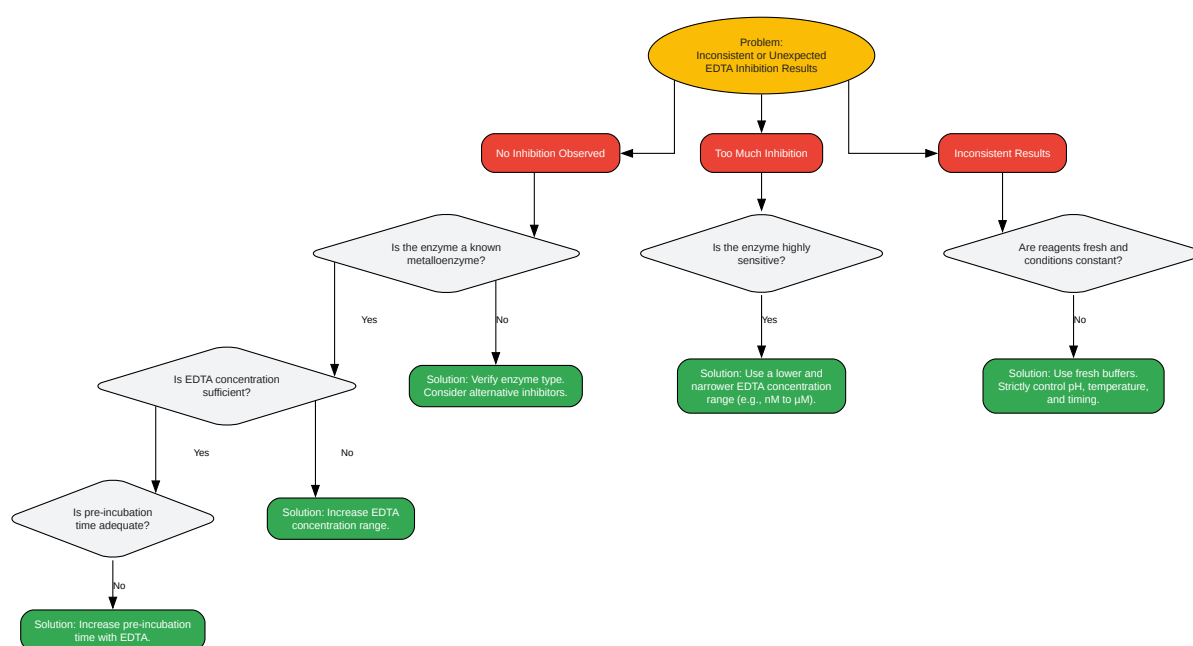 Problem:
Inconsistent or Unexpected
EDTA Inhibition Results
No Inhibition Observed
Too Much Inhibition
Inconsistent Results
Is the enzyme a known
metalloenzyme?
Is the enzyme highly
sensitive?
Are reagents fresh and
conditions constant?
Yes
No
Yes
No
Is EDTA concentration
sufficient?
Solution: Verify enzyme type.
Consider alternative inhibitors.
Solution: Use a lower and
narrower EDTA concentration
range (e.g., nM to µM).
Solution: Use fresh buffers.
Strictly control pH, temperature,
and timing.
Yes
No
Is pre-incubation
time adequate?
Solution: Increase EDTA
concentration range.
No
Solution: Increase pre-incubation
time with EDTA.